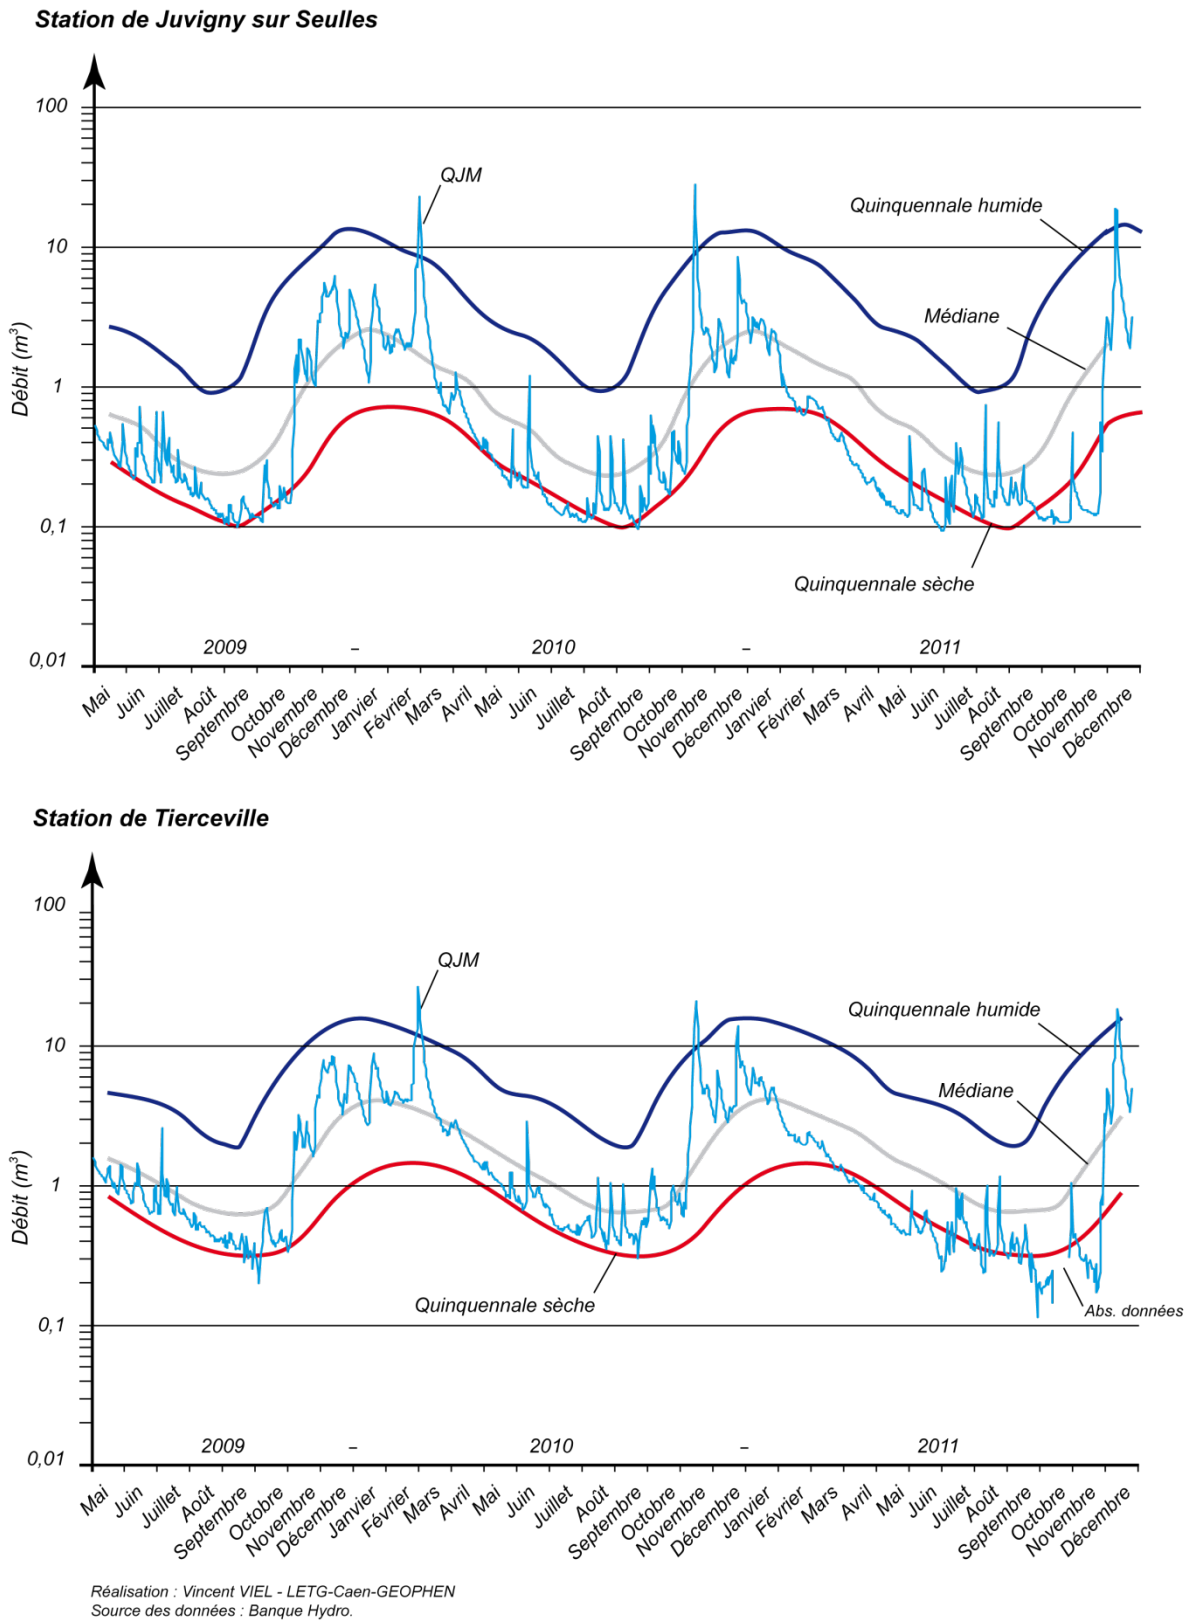 Station de Juvigny sur Seulles
100
QJM
Quinquennale humide
10
Médiane
Débit (m³)
1
0,1
Quinquennale sèche
2009 – 2010 – 2011
0,01
Mai Juin Juillet Août Septembre Octobre Novembre Décembre Janvier Février Mars Avril Mai Juin Juillet Août Septembre Octobre Novembre Décembre Janvier Février Mars Avril Mai Juin Juillet Août Septembre Octobre Novembre Décembre
Station de Tierceville
100
QJM
Quinquennale humide
10
Médiane
Débit (m³)
1
Quinquennale sèche
Abs. données
0,1
2009 – 2010 – 2011
0,01
Mai Juin Juillet Août Septembre Octobre Novembre Décembre Janvier Février Mars Avril Mai Juin Juillet Août Septembre Octobre Novembre Décembre Janvier Février Mars Avril Mai Juin Juillet Août Septembre Octobre Novembre Décembre
Réalisation : Vincent VIEL - LETG-Caen-GEOPHEN
Source des données : Banque Hydro.